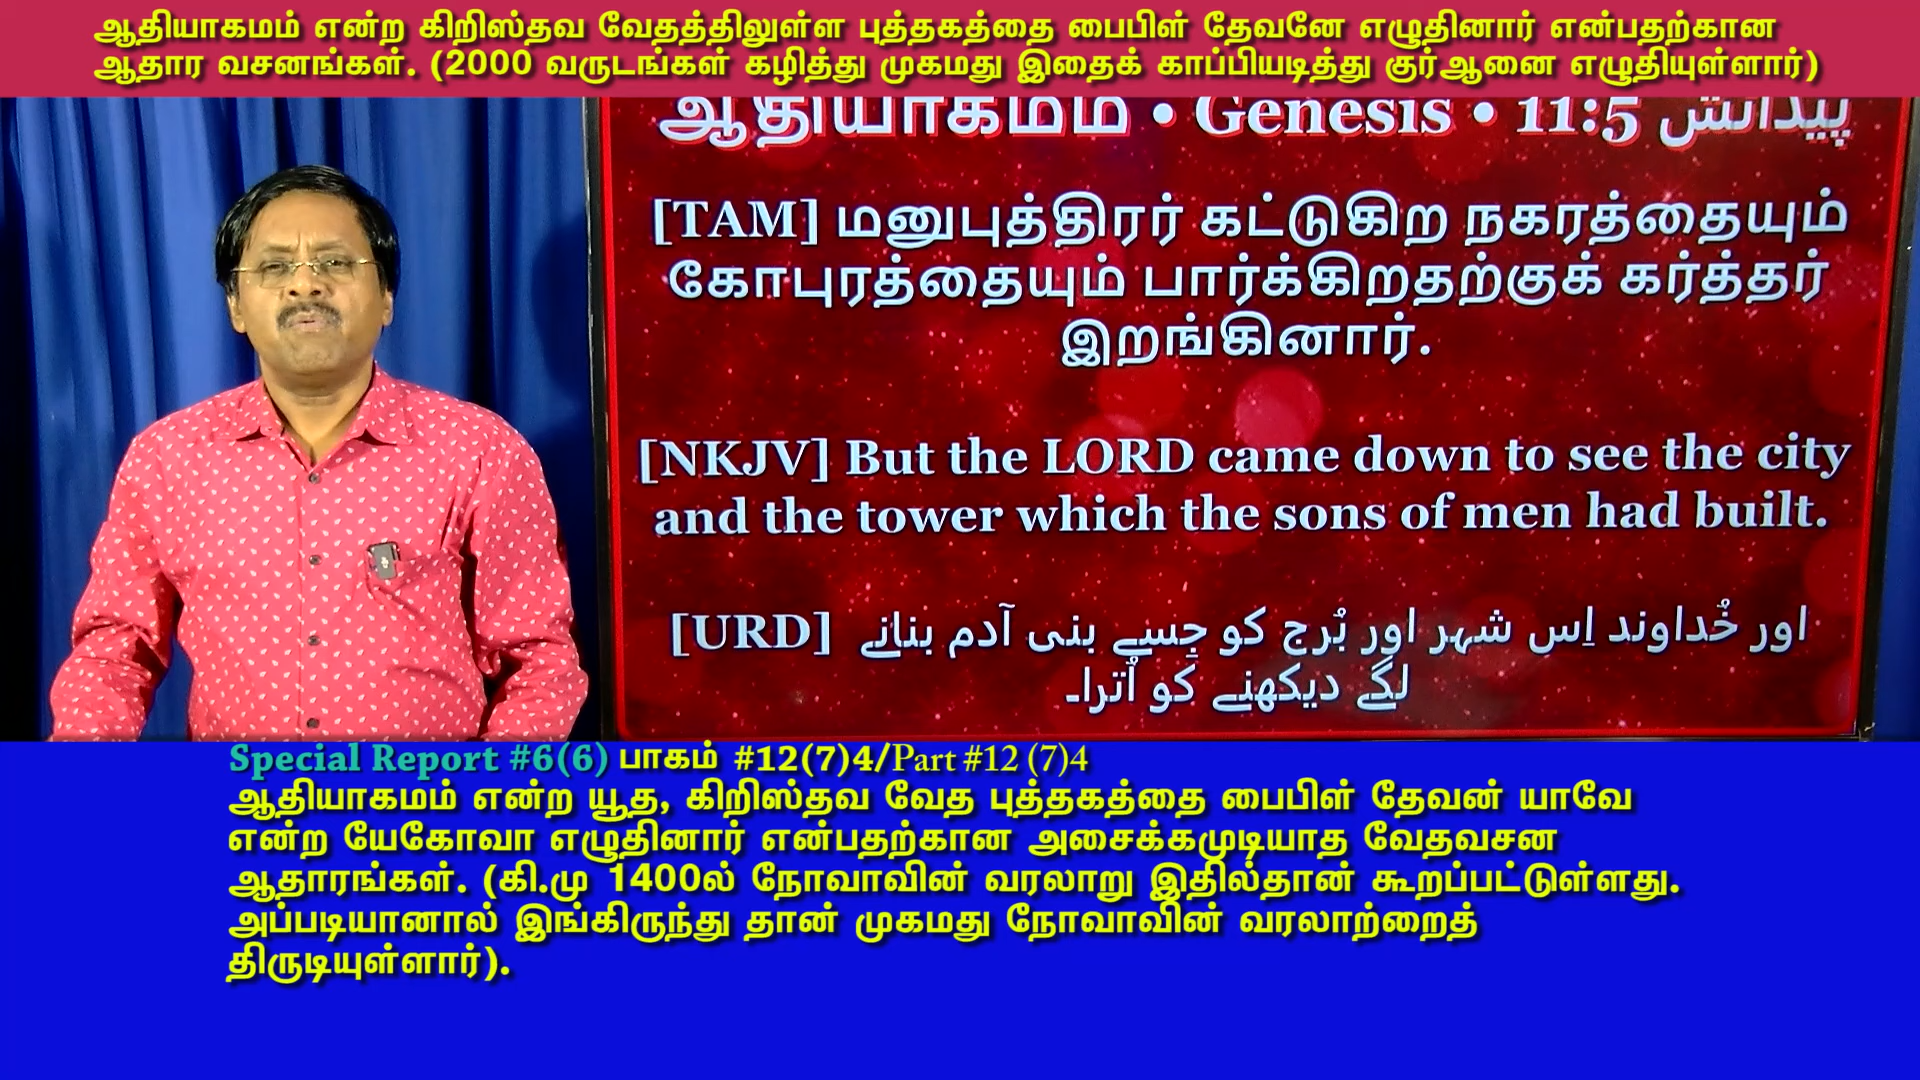 ஆதியாகமம் என்ற கிறிஸ்தவ வேதத்திலுள்ள புத்தகத்தை பைபிள் தேவனே எழுதினார் என்பதற்கான
ஆதார வசனங்கள். (2000 வருடங்கள் கழித்து முகமது இதைக் காப்பியடித்து குர்ஆனை எழுதியுள்ளார்)
ஆதியாகமம் • Genesis • 11:5 پیدائش
[TAM] மனுபுத்திரர் கட்டுகிற நகரத்தையும்
கோபுரத்தையும் பார்க்கிறதற்குக் கர்த்தர்
இறங்கினார்.
[NKJV] But the LORD came down to see the city
and the tower which the sons of men had built.
[URD] اور خُداوند اِس شہر اور بُرج کو جِسے بنی آدم بنانے
لگے دیکھنے کو اُترا۔
Special Report #6(6) பாகம் #12(7)4/Part #12 (7)4
ஆதியாகமம் என்ற யூத, கிறிஸ்தவ வேத புத்தகத்தை பைபிள் தேவன் யாவே
என்ற யேகோவா எழுதினார் என்பதற்கான அசைக்கமுடியாத வேதவசன
ஆதாரங்கள். (கி.மு 1400ல் நோவாவின் வரலாறு இதில்தான் கூறப்பட்டுள்ளது.
அப்படியானால் இங்கிருந்து தான் முகமது நோவாவின் வரலாற்றைத்
திருடியுள்ளார்).